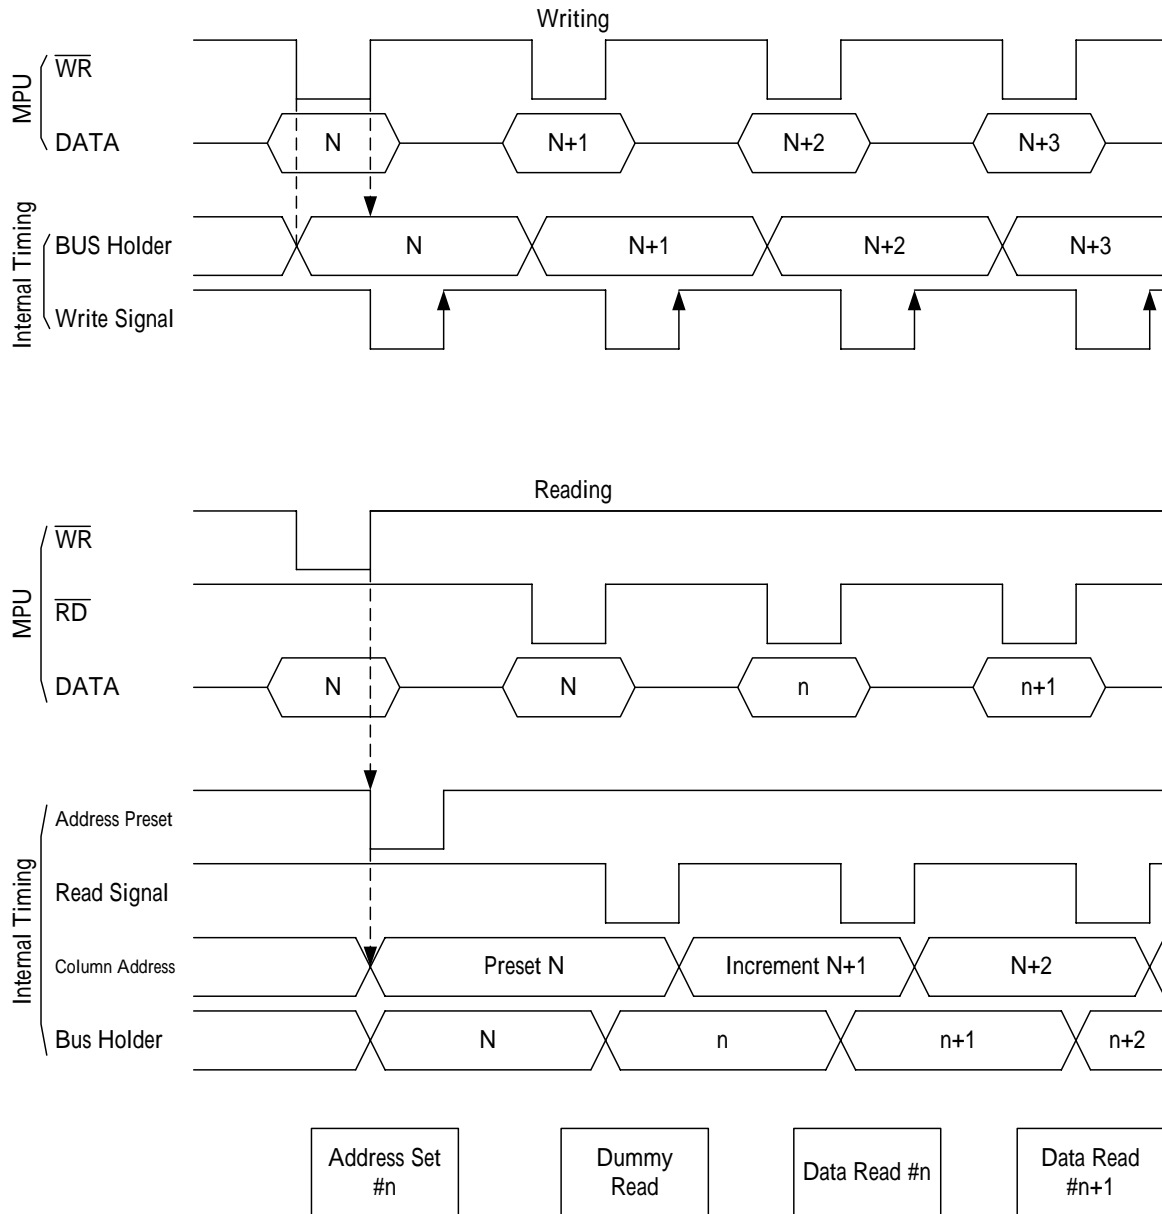 Writing
MPU
WR
DATA
N
N+1
N+2
N+3
Internal Timing
BUS Holder
N
N+1
N+2
N+3
Write Signal
Reading
MPU
WR
RD
DATA
N
N
n
n+1
Internal Timing
Address Preset
Read Signal
Column Address
Preset N
Increment N+1
N+2
Bus Holder
N
n
n+1
n+2
Address Set
#n
Dummy
Read
Data Read #n
Data Read
#n+1